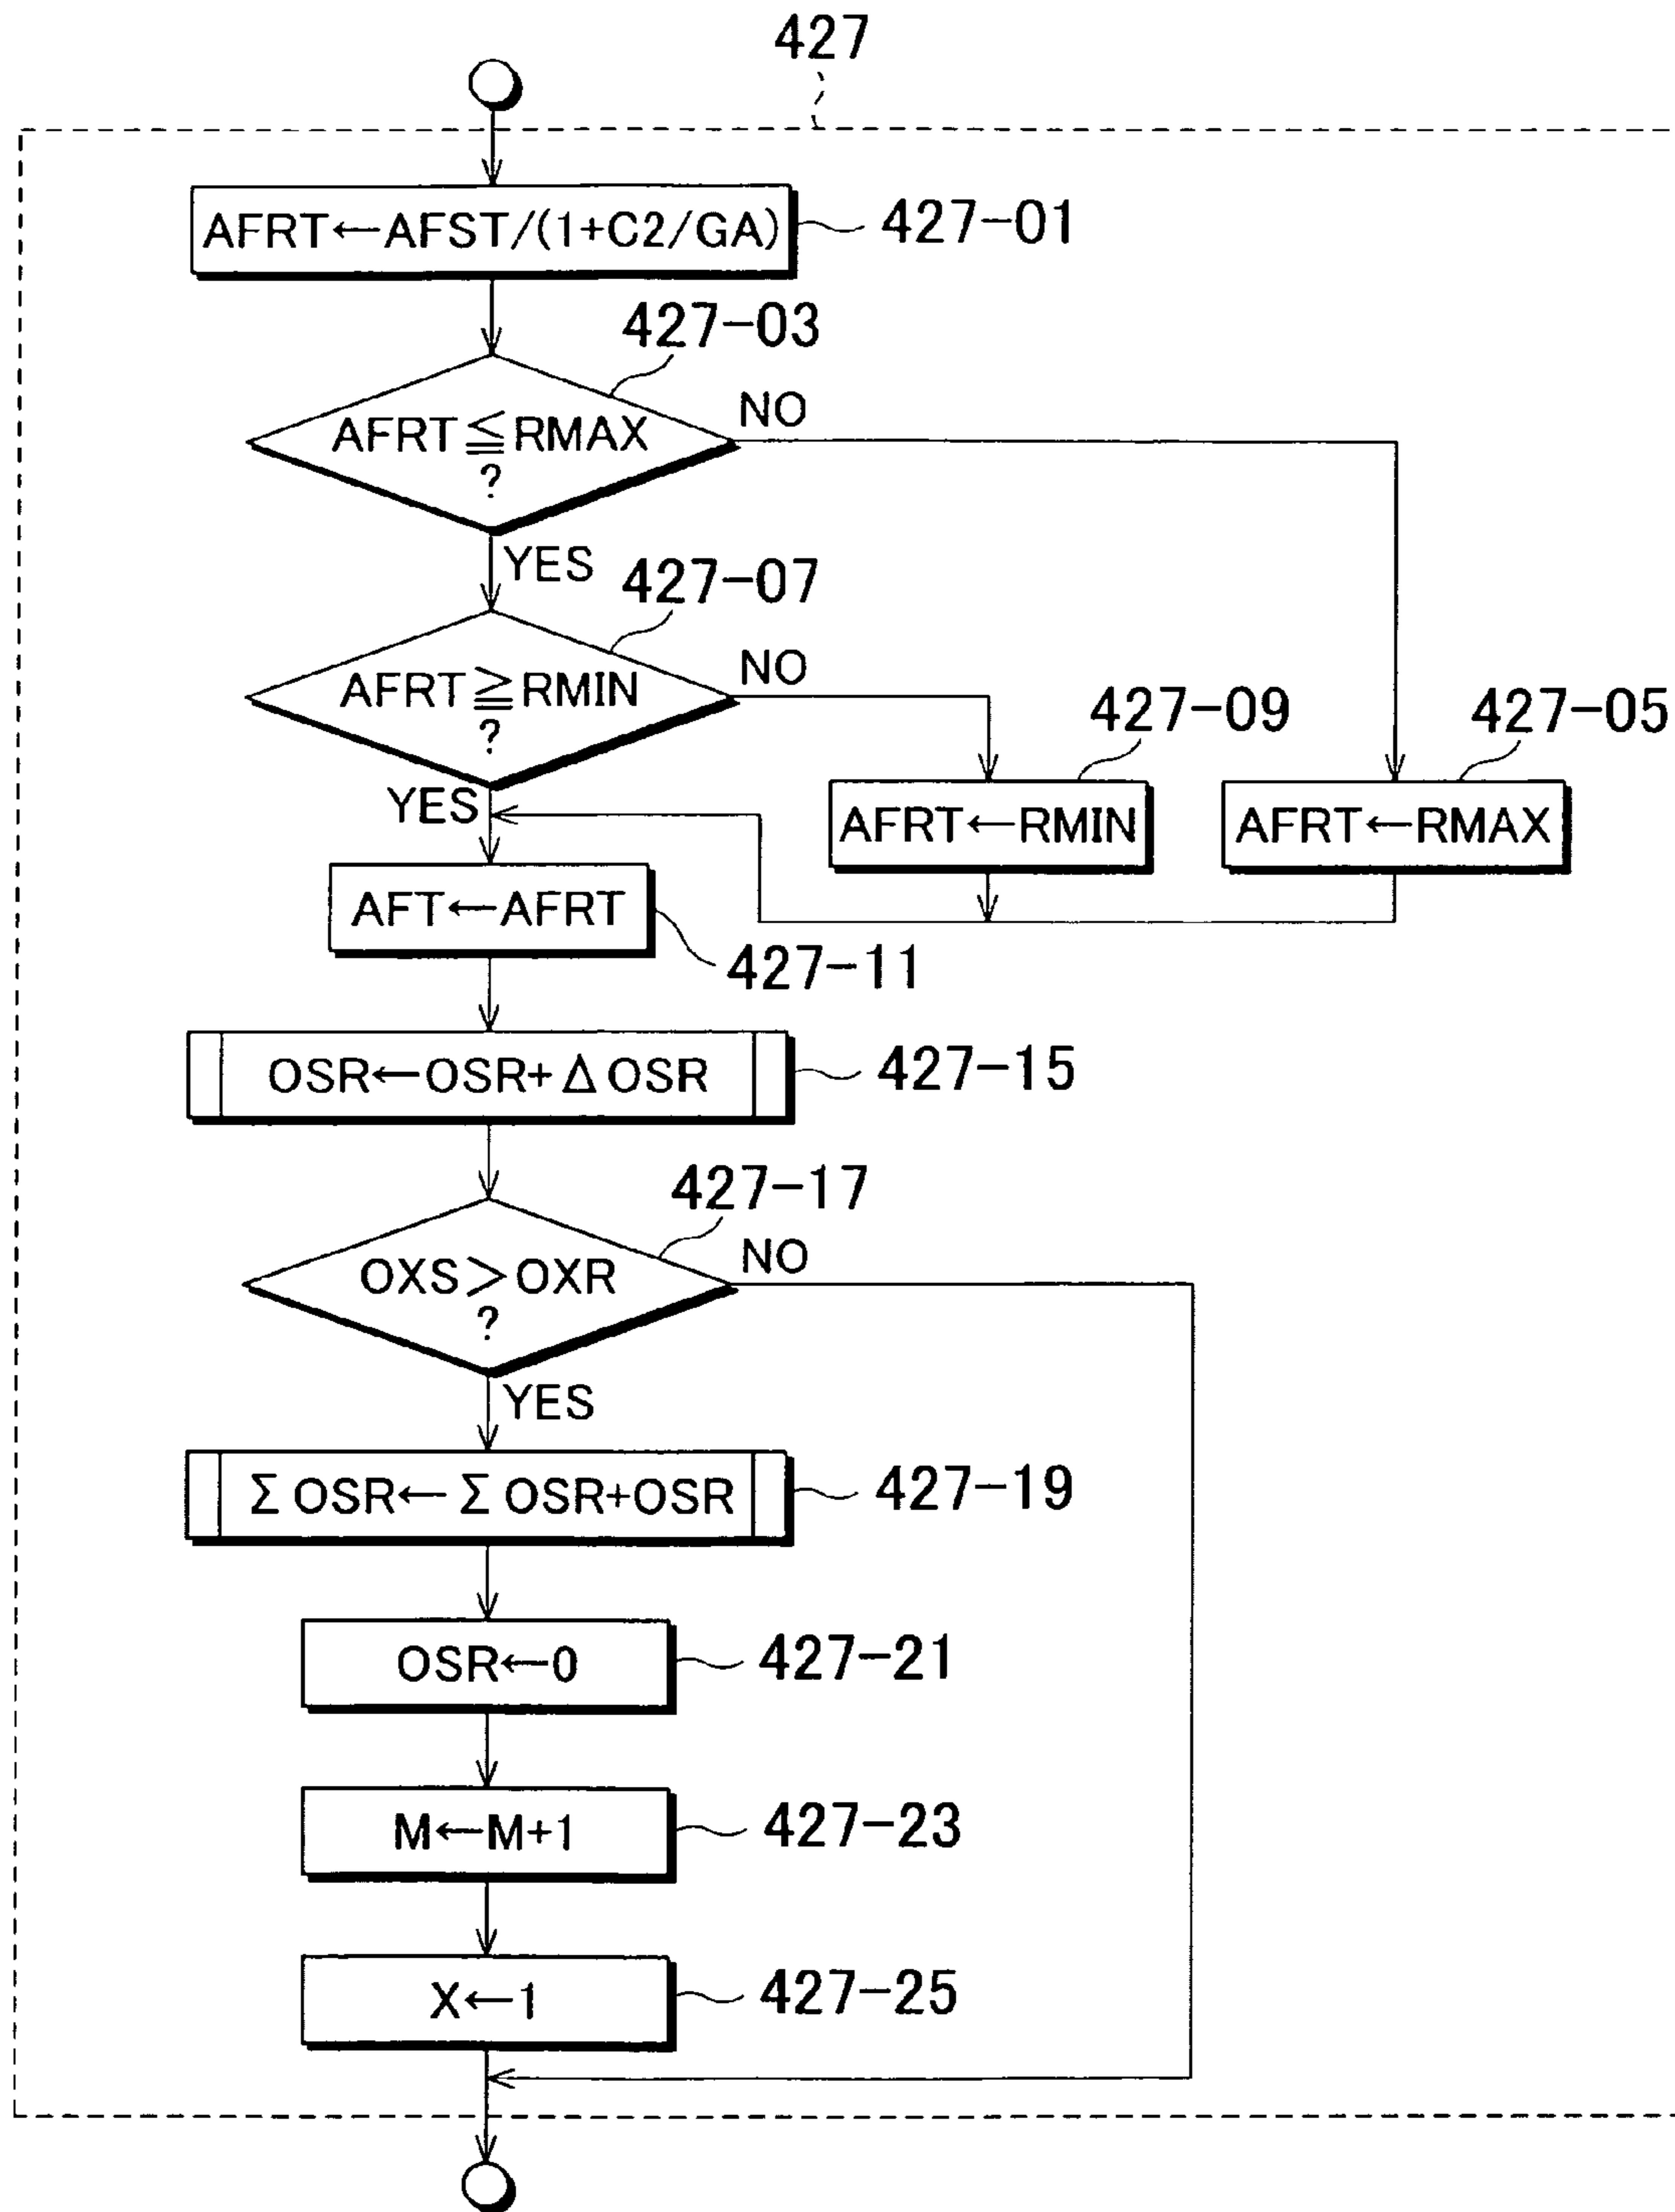 427
AFRT←AFST/(1+C2/GA)
427-01
427-03
AFRT≦RMAX
?
NO
YES
427-07
AFRT≧RMIN
?
NO
427-09
427-05
YES
AFRT←RMIN
AFRT←RMAX
AFT←AFRT
427-11
OSR←OSR+ΔOSR
427-15
427-17
OXS>OXR
?
NO
YES
ΣOSR←ΣOSR+OSR
427-19
OSR←0
427-21
M←M+1
427-23
X←1
427-25